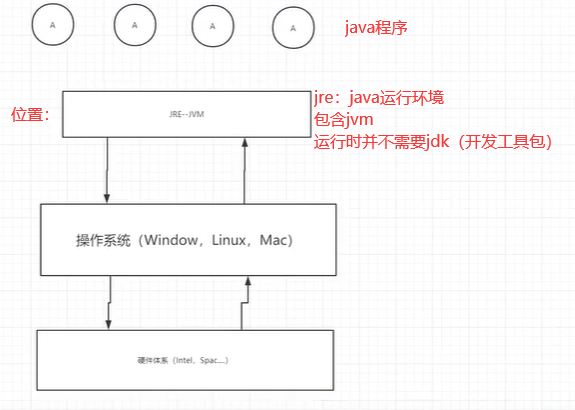 A A A A java程序
位置：
JRE--JVM
jre：java运行环境
包含jvm
运行时并不需要jdk（开发工具包）
操作系统（Window，Linux，Mac）
硬件体系（Intel，Spac...）